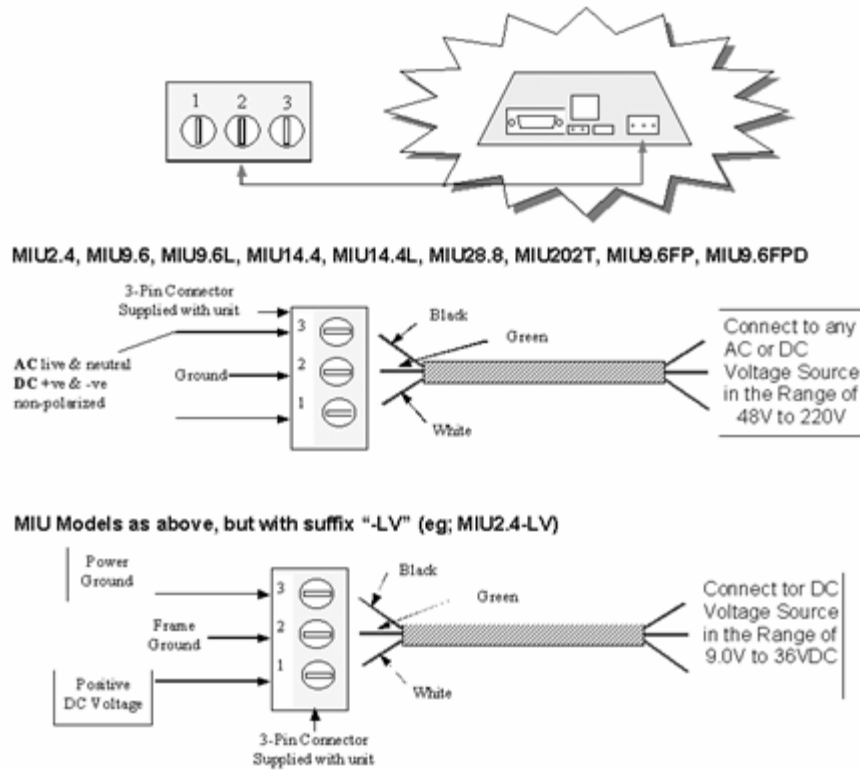 1 2 3
MIU2.4, MIU9.6, MIU9.6L, MIU14.4, MIU14.4L, MIU28.8, MIU202T, MIU9.6FP, MIU9.6FPD
3-Pin Connector
Supplied with unit
AC live & neutral
DC +ve & -ve
non-polarized
Ground
3
2
1
Black
Green
White
Connect to any
AC or DC
Voltage Source
in the Range of
48V to 220V
MIU Models as above, but with suffix “-LV” (eg; MIU2.4-LV)
Power
Ground
Frame
Ground
Positive
DC Voltage
3
2
1
Black
Green
White
3-Pin Connector
Supplied with unit
Connect tor DC
Voltage Source
in the Range of
9.0V to 36VDC